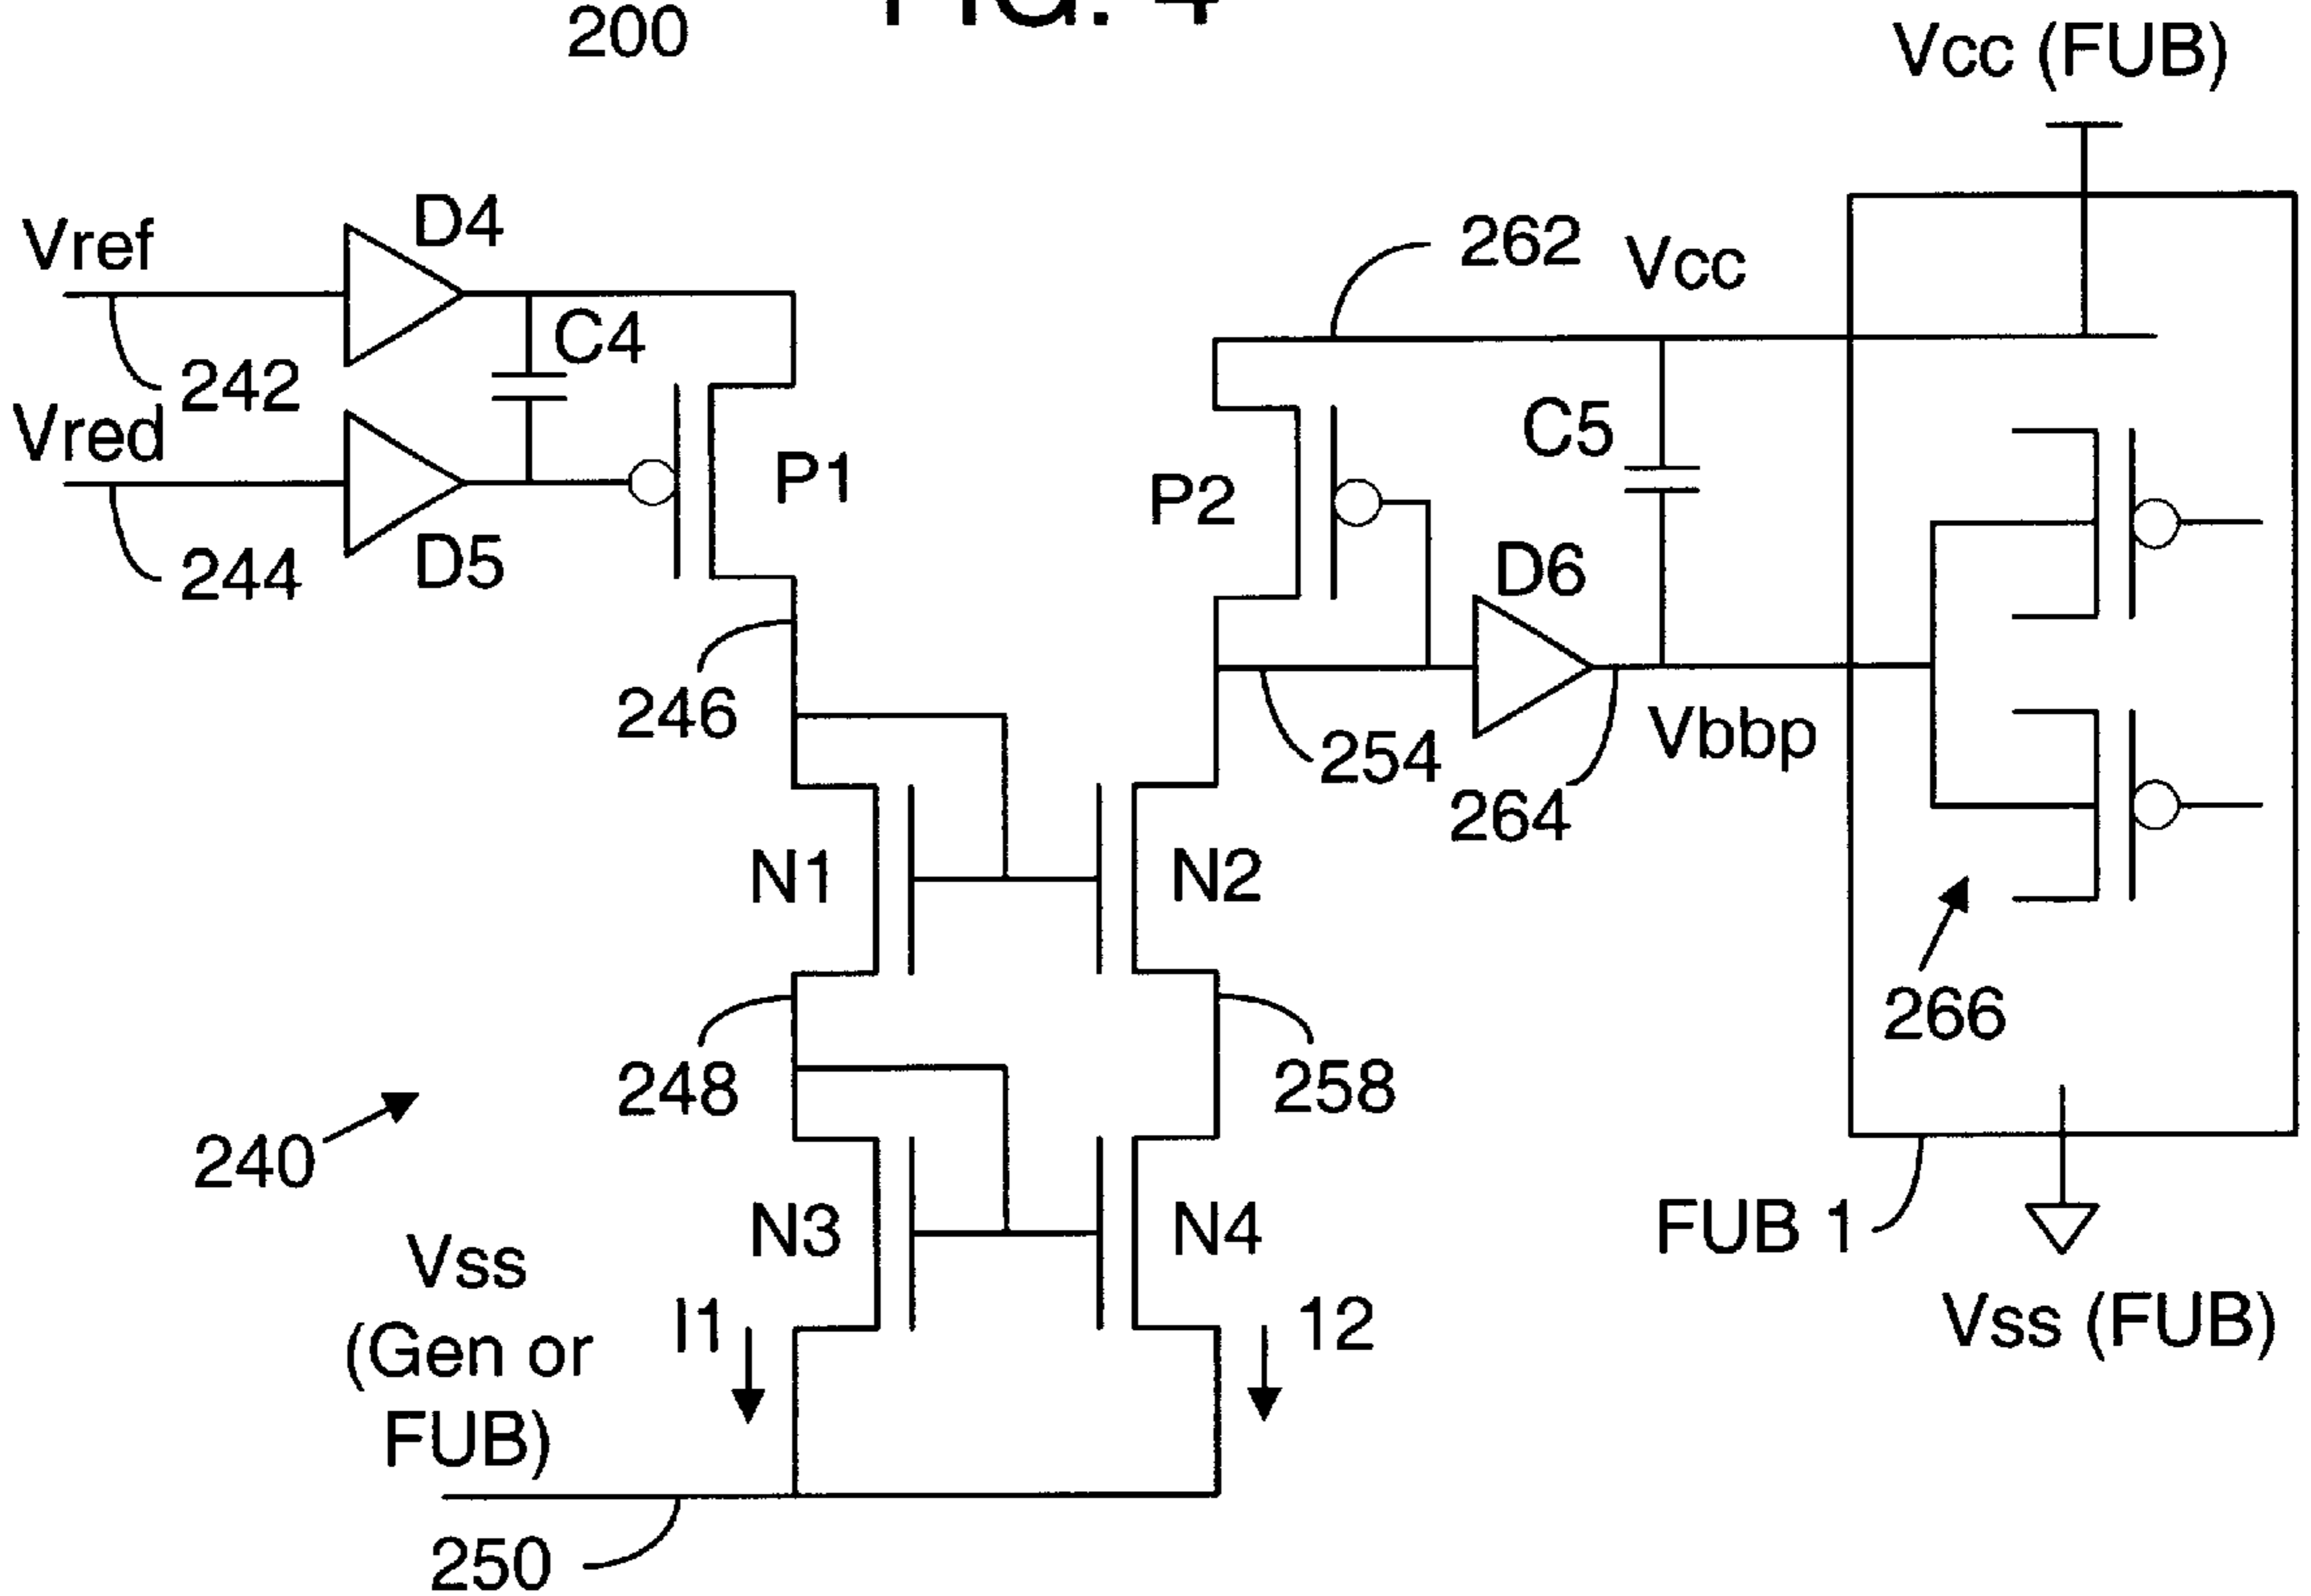 200
FIG. 4
Vcc (FUB)
Vref
D4
262
Vcc
C4
242
Vred
C5
P1
P2
D5
D6
244
246
254
Vbbp
264
N1
N2
266
248
258
240
N3
N4
FUB 1
Vss
(Gen or
FUB)
I1
12
Vss (FUB)
250